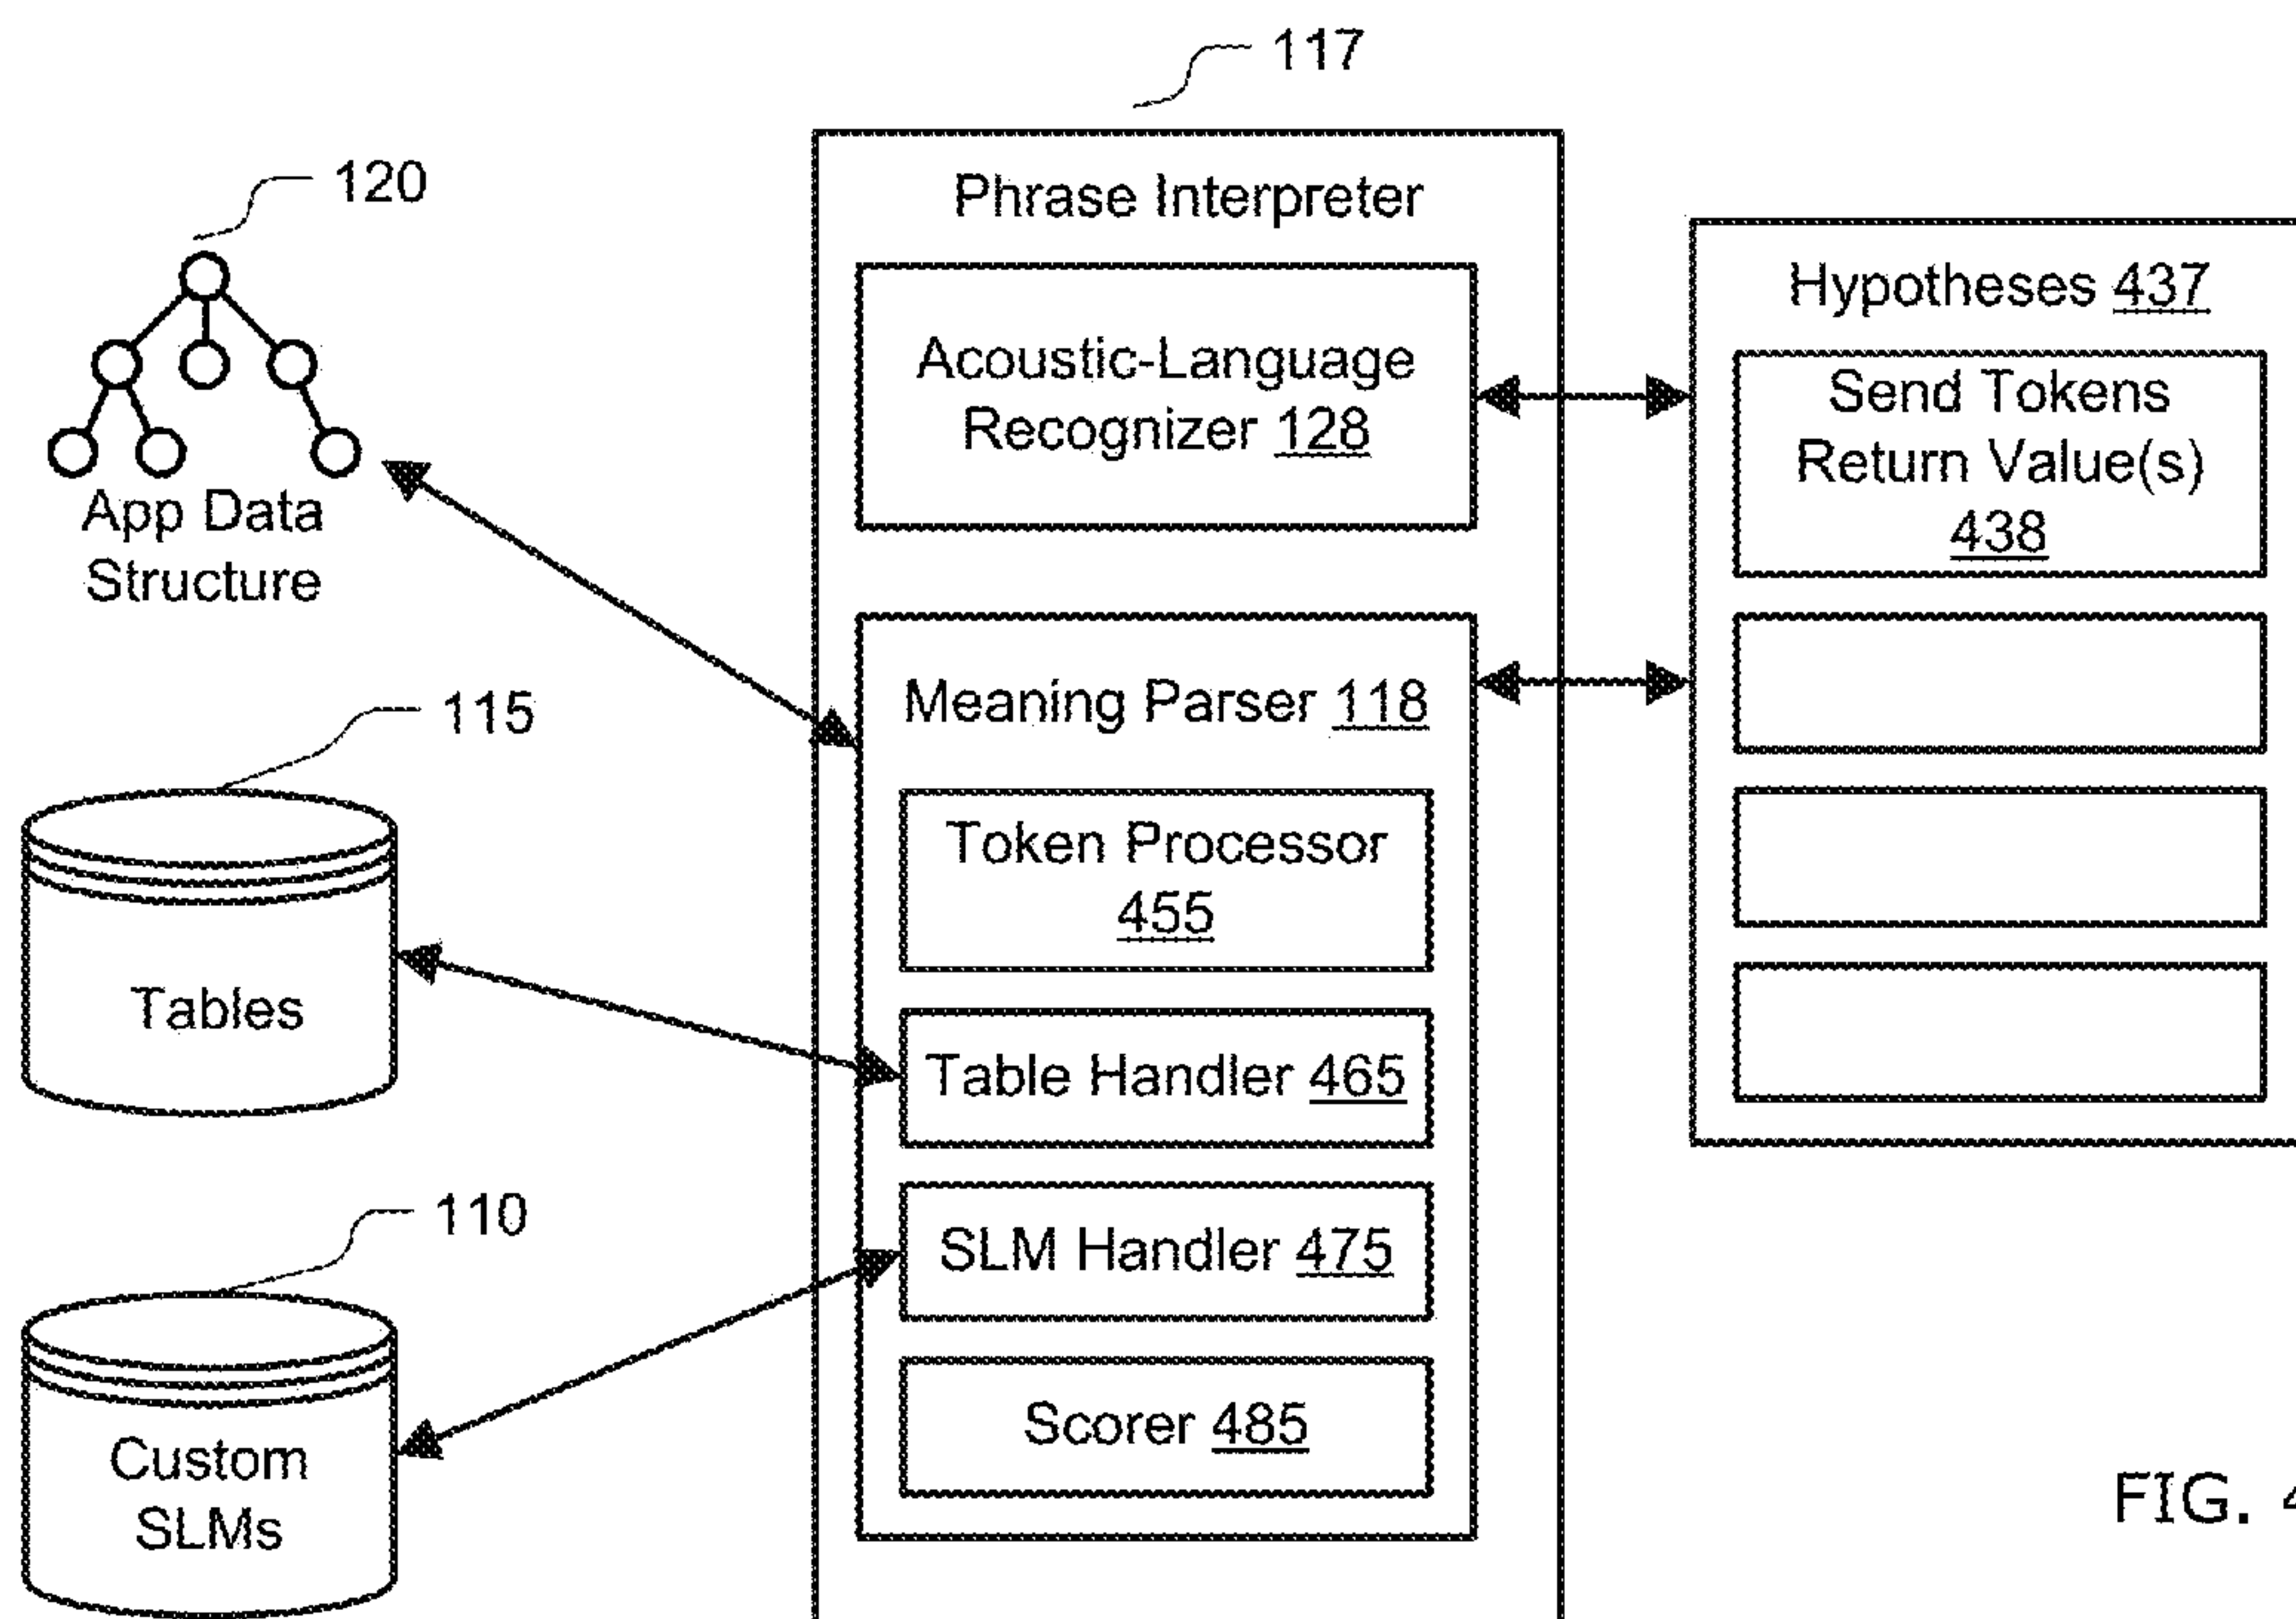 117
120
Phrase Interpreter
Hypotheses 437
Acoustic-Language
Recognizer 128
Send Tokens
Return Value(s)
438
App Data
Structure
115
Meaning Parser 118
Token Processor
455
Tables
Table Handler 465
110
SLM Handler 475
Custom
SLMs
Scorer 485
FIG. 4